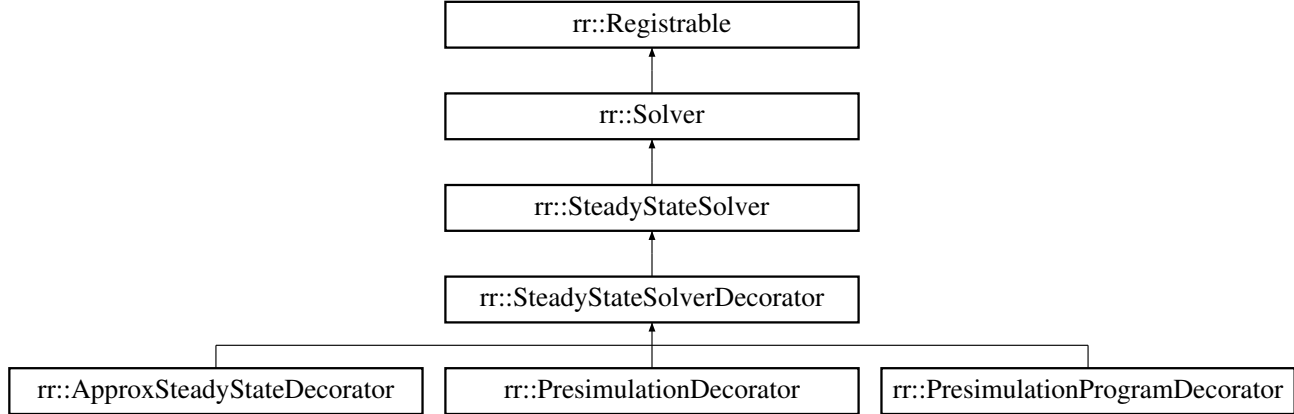 rr::Registrable
rr::Solver
rr::SteadyStateSolver
rr::SteadyStateSolverDecorator
rr::ApproxSteadyStateDecorator
rr::PresimulationDecorator
rr::PresimulationProgramDecorator